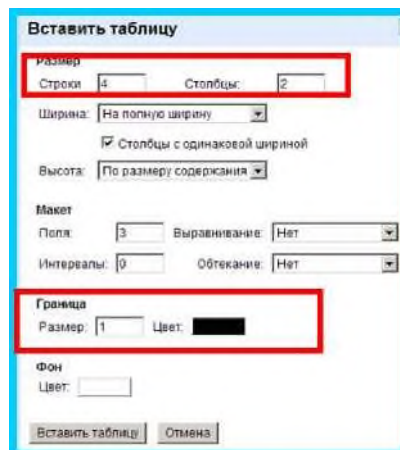 Вставить таблицу
Размер
Строки 4 Столбцы: 2
Ширина: На полную ширину
Столбцы с одинаковой шириной
Высота: По размеру содержания
Макет
Поля: 3 Выравнивание: Нет
Интервалы: 0 Обтекание: Нет
Граница
Размер: 1 Цвет:
Фон
Цвет:
Вставить таблицу Отмена